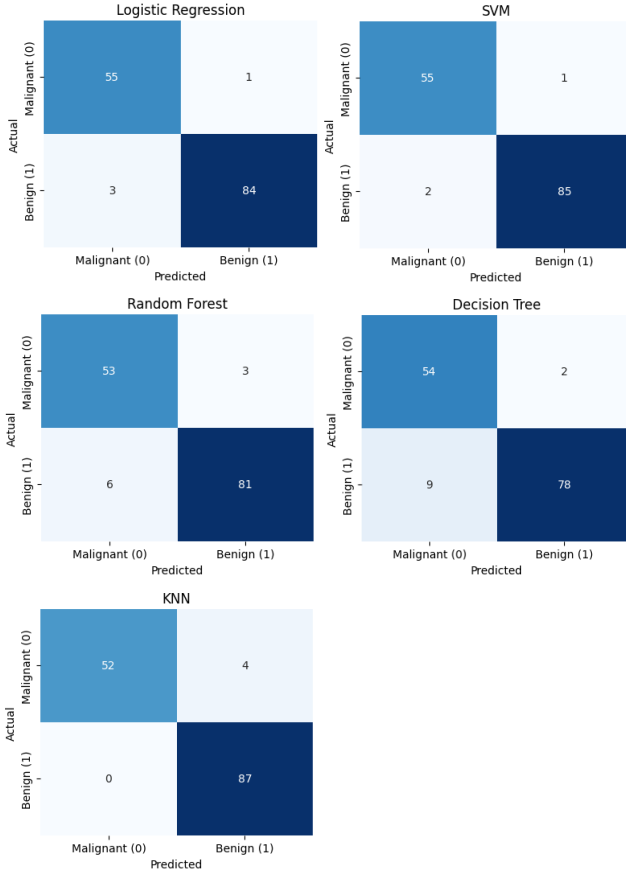 Logistic Regression
Actual
Malignant (0)
Benign (1)
55
1
3
84
Malignant (0)
Benign (1)
Predicted
SVM
Actual
Malignant (0)
Benign (1)
55
1
2
85
Malignant (0)
Benign (1)
Predicted
Random Forest
Actual
Malignant (0)
Benign (1)
53
3
6
81
Malignant (0)
Benign (1)
Predicted
Decision Tree
Actual
Malignant (0)
Benign (1)
54
2
9
78
Malignant (0)
Benign (1)
Predicted
KNN
Actual
Malignant (0)
Benign (1)
52
4
0
87
Malignant (0)
Benign (1)
Predicted